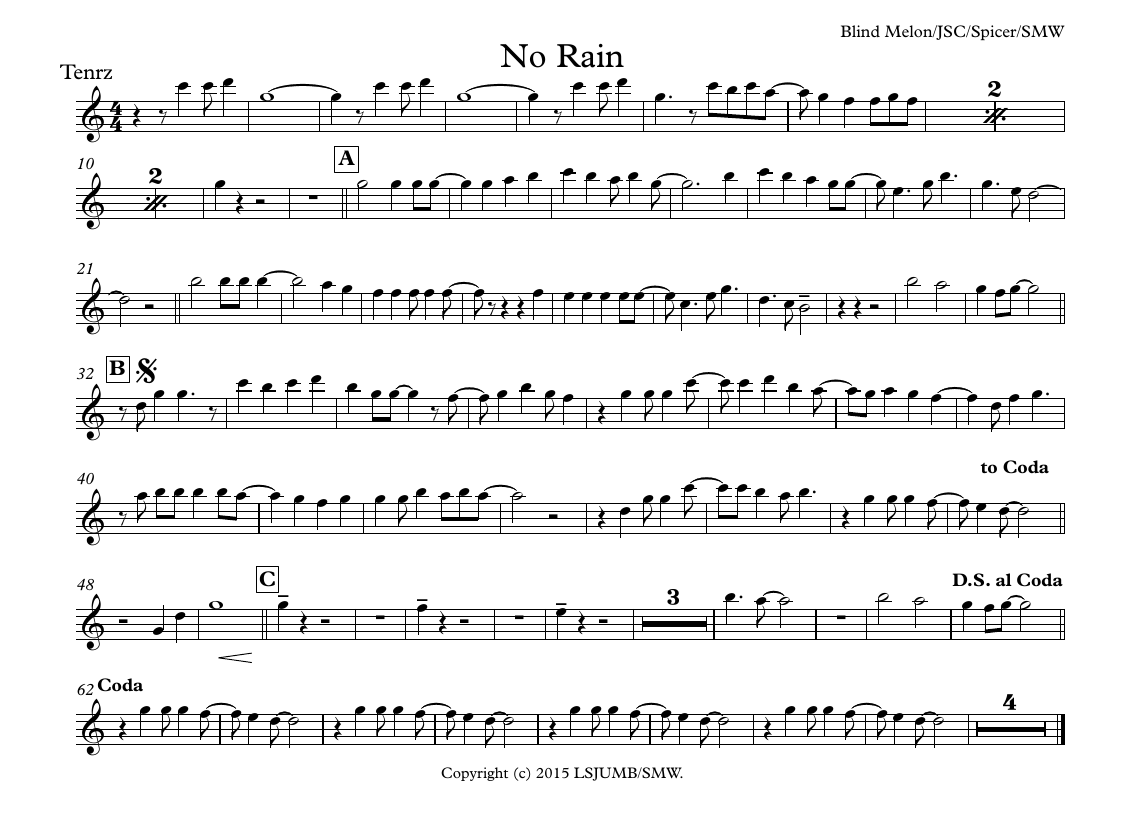 Blind Melon/JSC/Spicer/SMW
No Rain
Tenrz
4
4
2
10
2
A
21
32
B
40
to Coda
48
C
3
D.S. al Coda
62
Coda
4
Copyright (c) 2015 LSJUMB/SMW.